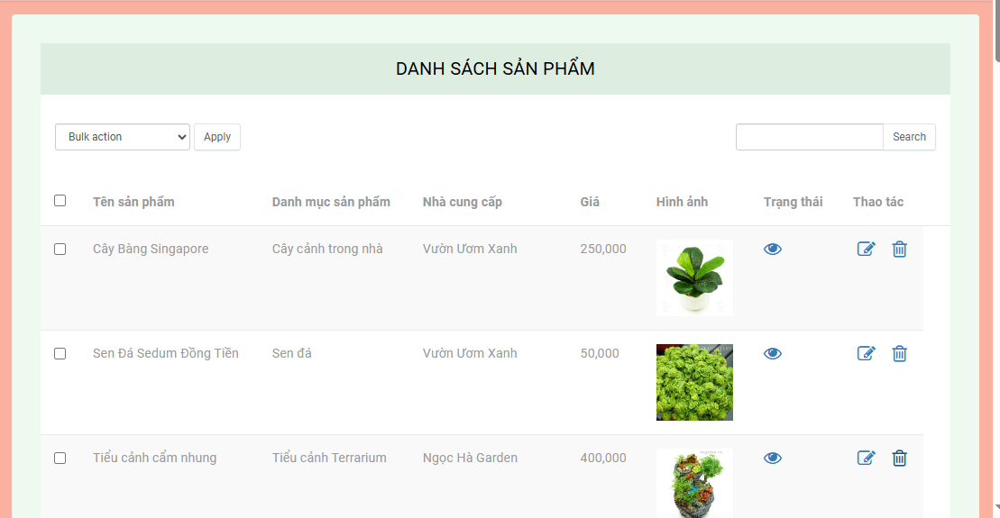 DANH SÁCH SẢN PHẨM
Bulk action Apply Search
Tên sản phẩm Danh mục sản phẩm Nhà cung cấp Giá Hình ảnh Trạng thái Thao tác
Cây Bàng Singapore Cây cảnh trong nhà Vườn Ươm Xanh 250,000
Sen Đá Sedum Đồng Tiền Sen đá Vườn Ươm Xanh 50,000
Tiểu cảnh cẩm nhung Tiểu cảnh Terrarium Ngọc Hà Garden 400,000